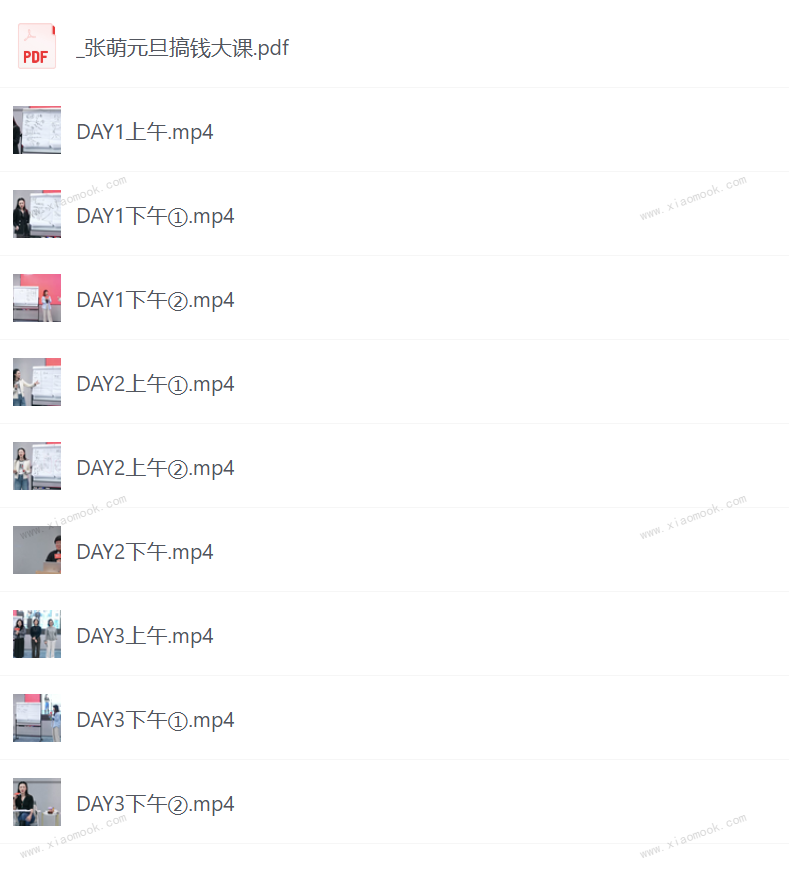 PDF
_张萌元旦搞钱大课.pdf
DAY1上午.mp4
www.xiaomook.com
www.xiaomook.com
DAY1下午①.mp4
DAY1下午②.mp4
DAY2上午①.mp4
DAY2上午②.mp4
www.xiaomook.com
www.xiaomook.com
DAY2下午.mp4
DAY3上午.mp4
DAY3下午①.mp4
DAY3下午②.mp4
www.xiaomook.com
www.xiaomook.com